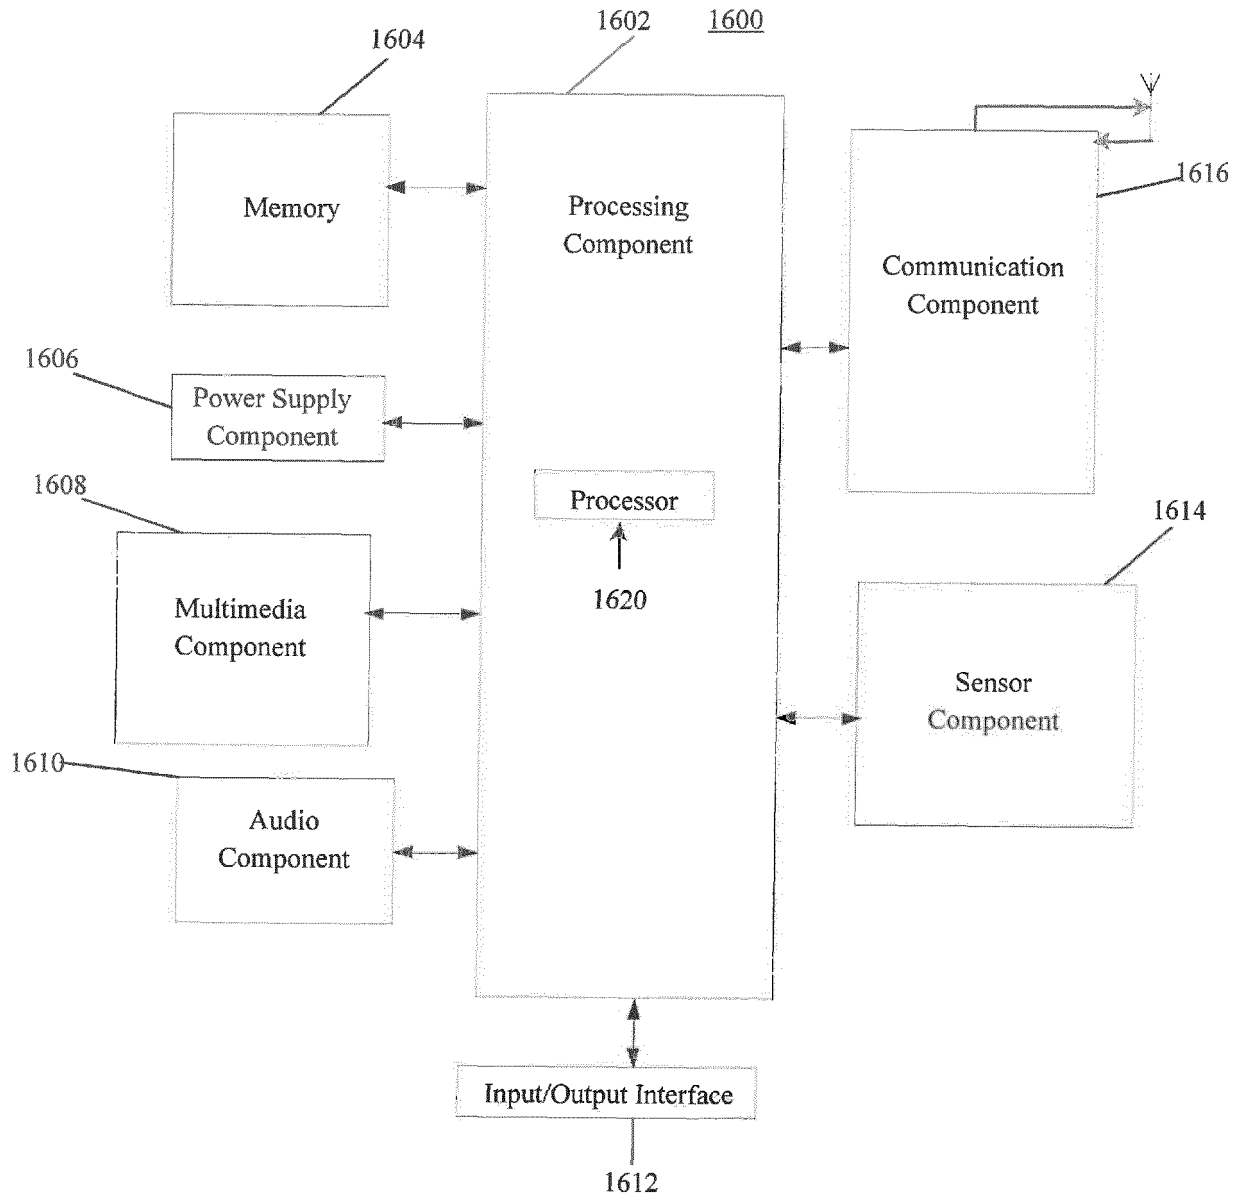 1602
1600
1604
1616
Memory
Processing
Component
Communication
Component
1606
Power Supply
Component
1608
Processor
1620
1614
Multimedia
Component
Sensor
Component
1610
Audio
Component
Input/Output Interface
1612